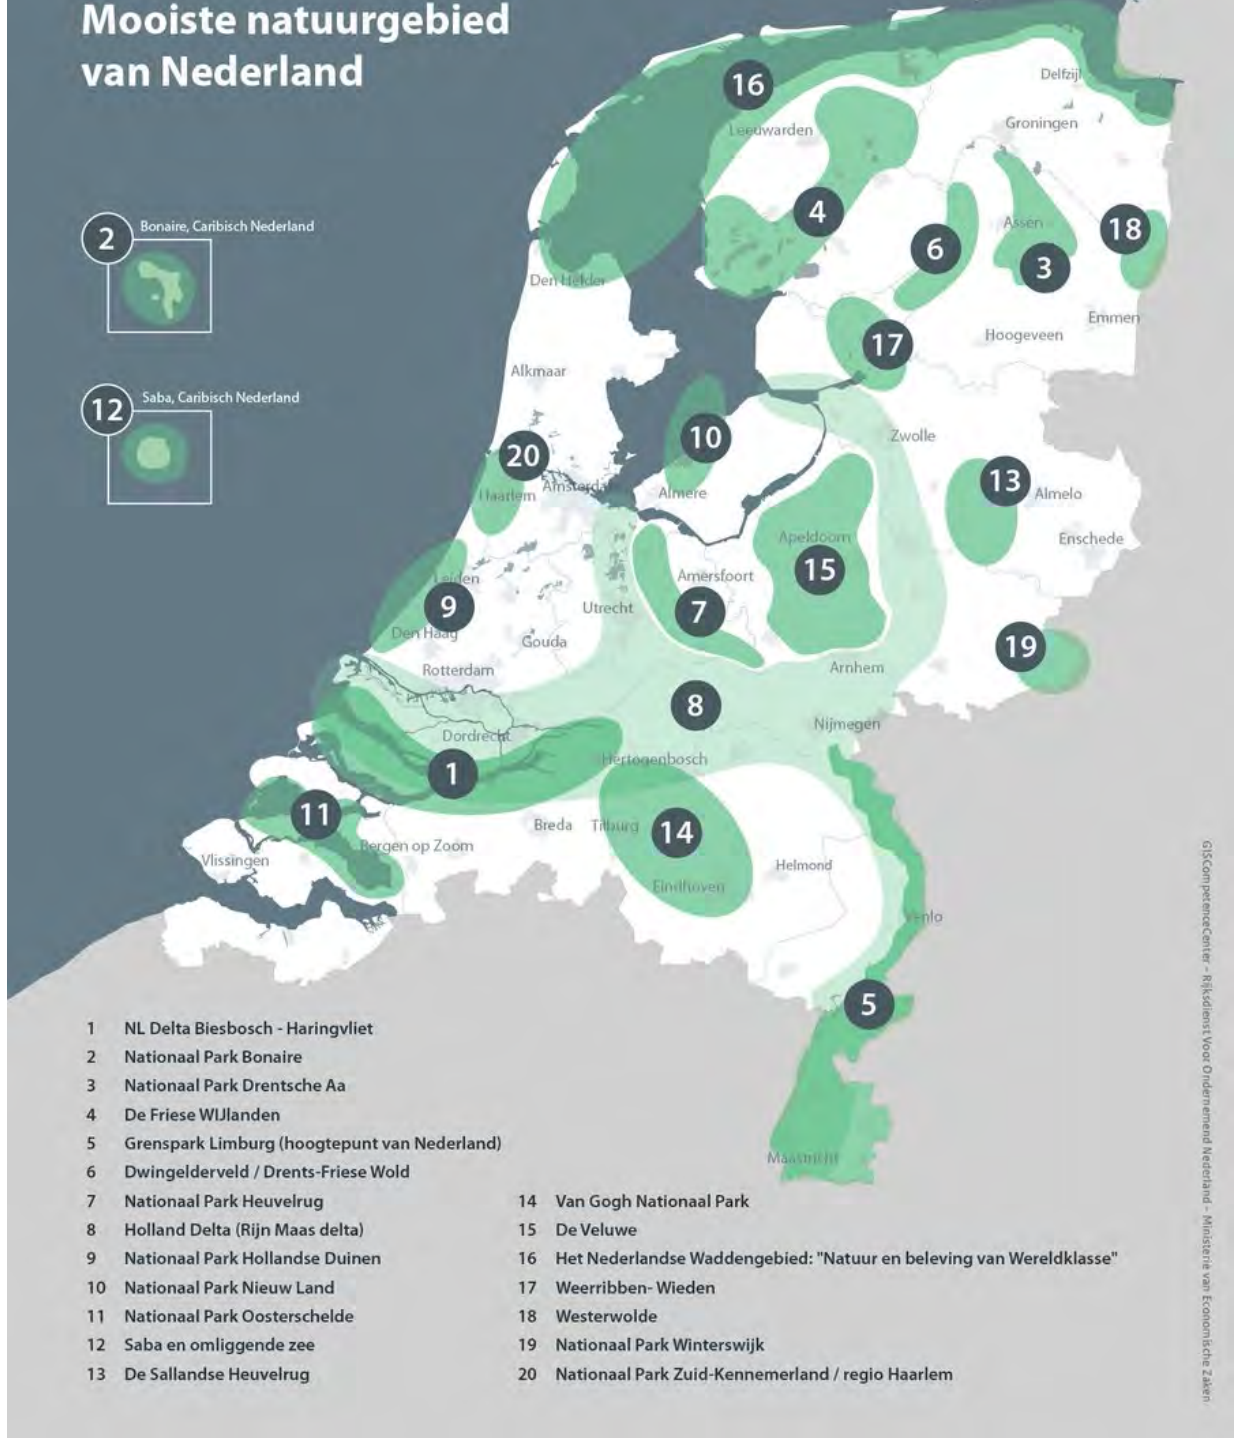 Mooiste natuurgebied
van Nederland
16
Delfzijl
Leeuwarden
Groningen
4
Assen
18
6
3
2
Bonaire, Caribisch Nederland
Den Helder
Emmen
Hoogeveen
17
Alkmaar
12
Saba, Caribisch Nederland
10
Zwolle
20
13
Haarlem
Amsterdam
Almere
Almelo
Apeldoorn
Enschede
15
Leiden
Amersfoort
9
Utrecht
7
Den Haag
Gouda
19
Rotterdam
Arnhem
8
Nijmegen
Dordrecht
Hertogenbosch
1
11
Breda
Tilburg
14
Bergen op Zoom
Vlissingen
Helmond
Eindhoven
Venlo
5
Maastricht
1 NL Delta Biesbosch - Haringvliet
2 Nationaal Park Bonaire
3 Nationaal Park Drentsche Aa
4 De Friese WIJlanden
5 Grenspark Limburg (hoogtepunt van Nederland)
6 Dwingelderveld / Drents-Friese Wold
7 Nationaal Park Heuvelrug
8 Holland Delta (Rijn Maas delta)
9 Nationaal Park Hollandse Duinen
10 Nationaal Park Nieuw Land
11 Nationaal Park Oosterschelde
12 Saba en omliggende zee
13 De Sallandse Heuvelrug
14 Van Gogh Nationaal Park
15 De Veluwe
16 Het Nederlandse Waddengebied: "Natuur en beleving van Wereldklasse"
17 Weerribben- Wieden
18 Westerwolde
19 Nationaal Park Winterswijk
20 Nationaal Park Zuid-Kennemerland / regio Haarlem
GISCompetenceCenter - Rijksdienst Voor Ondernemend Nederland - Ministerie van Economische Zaken